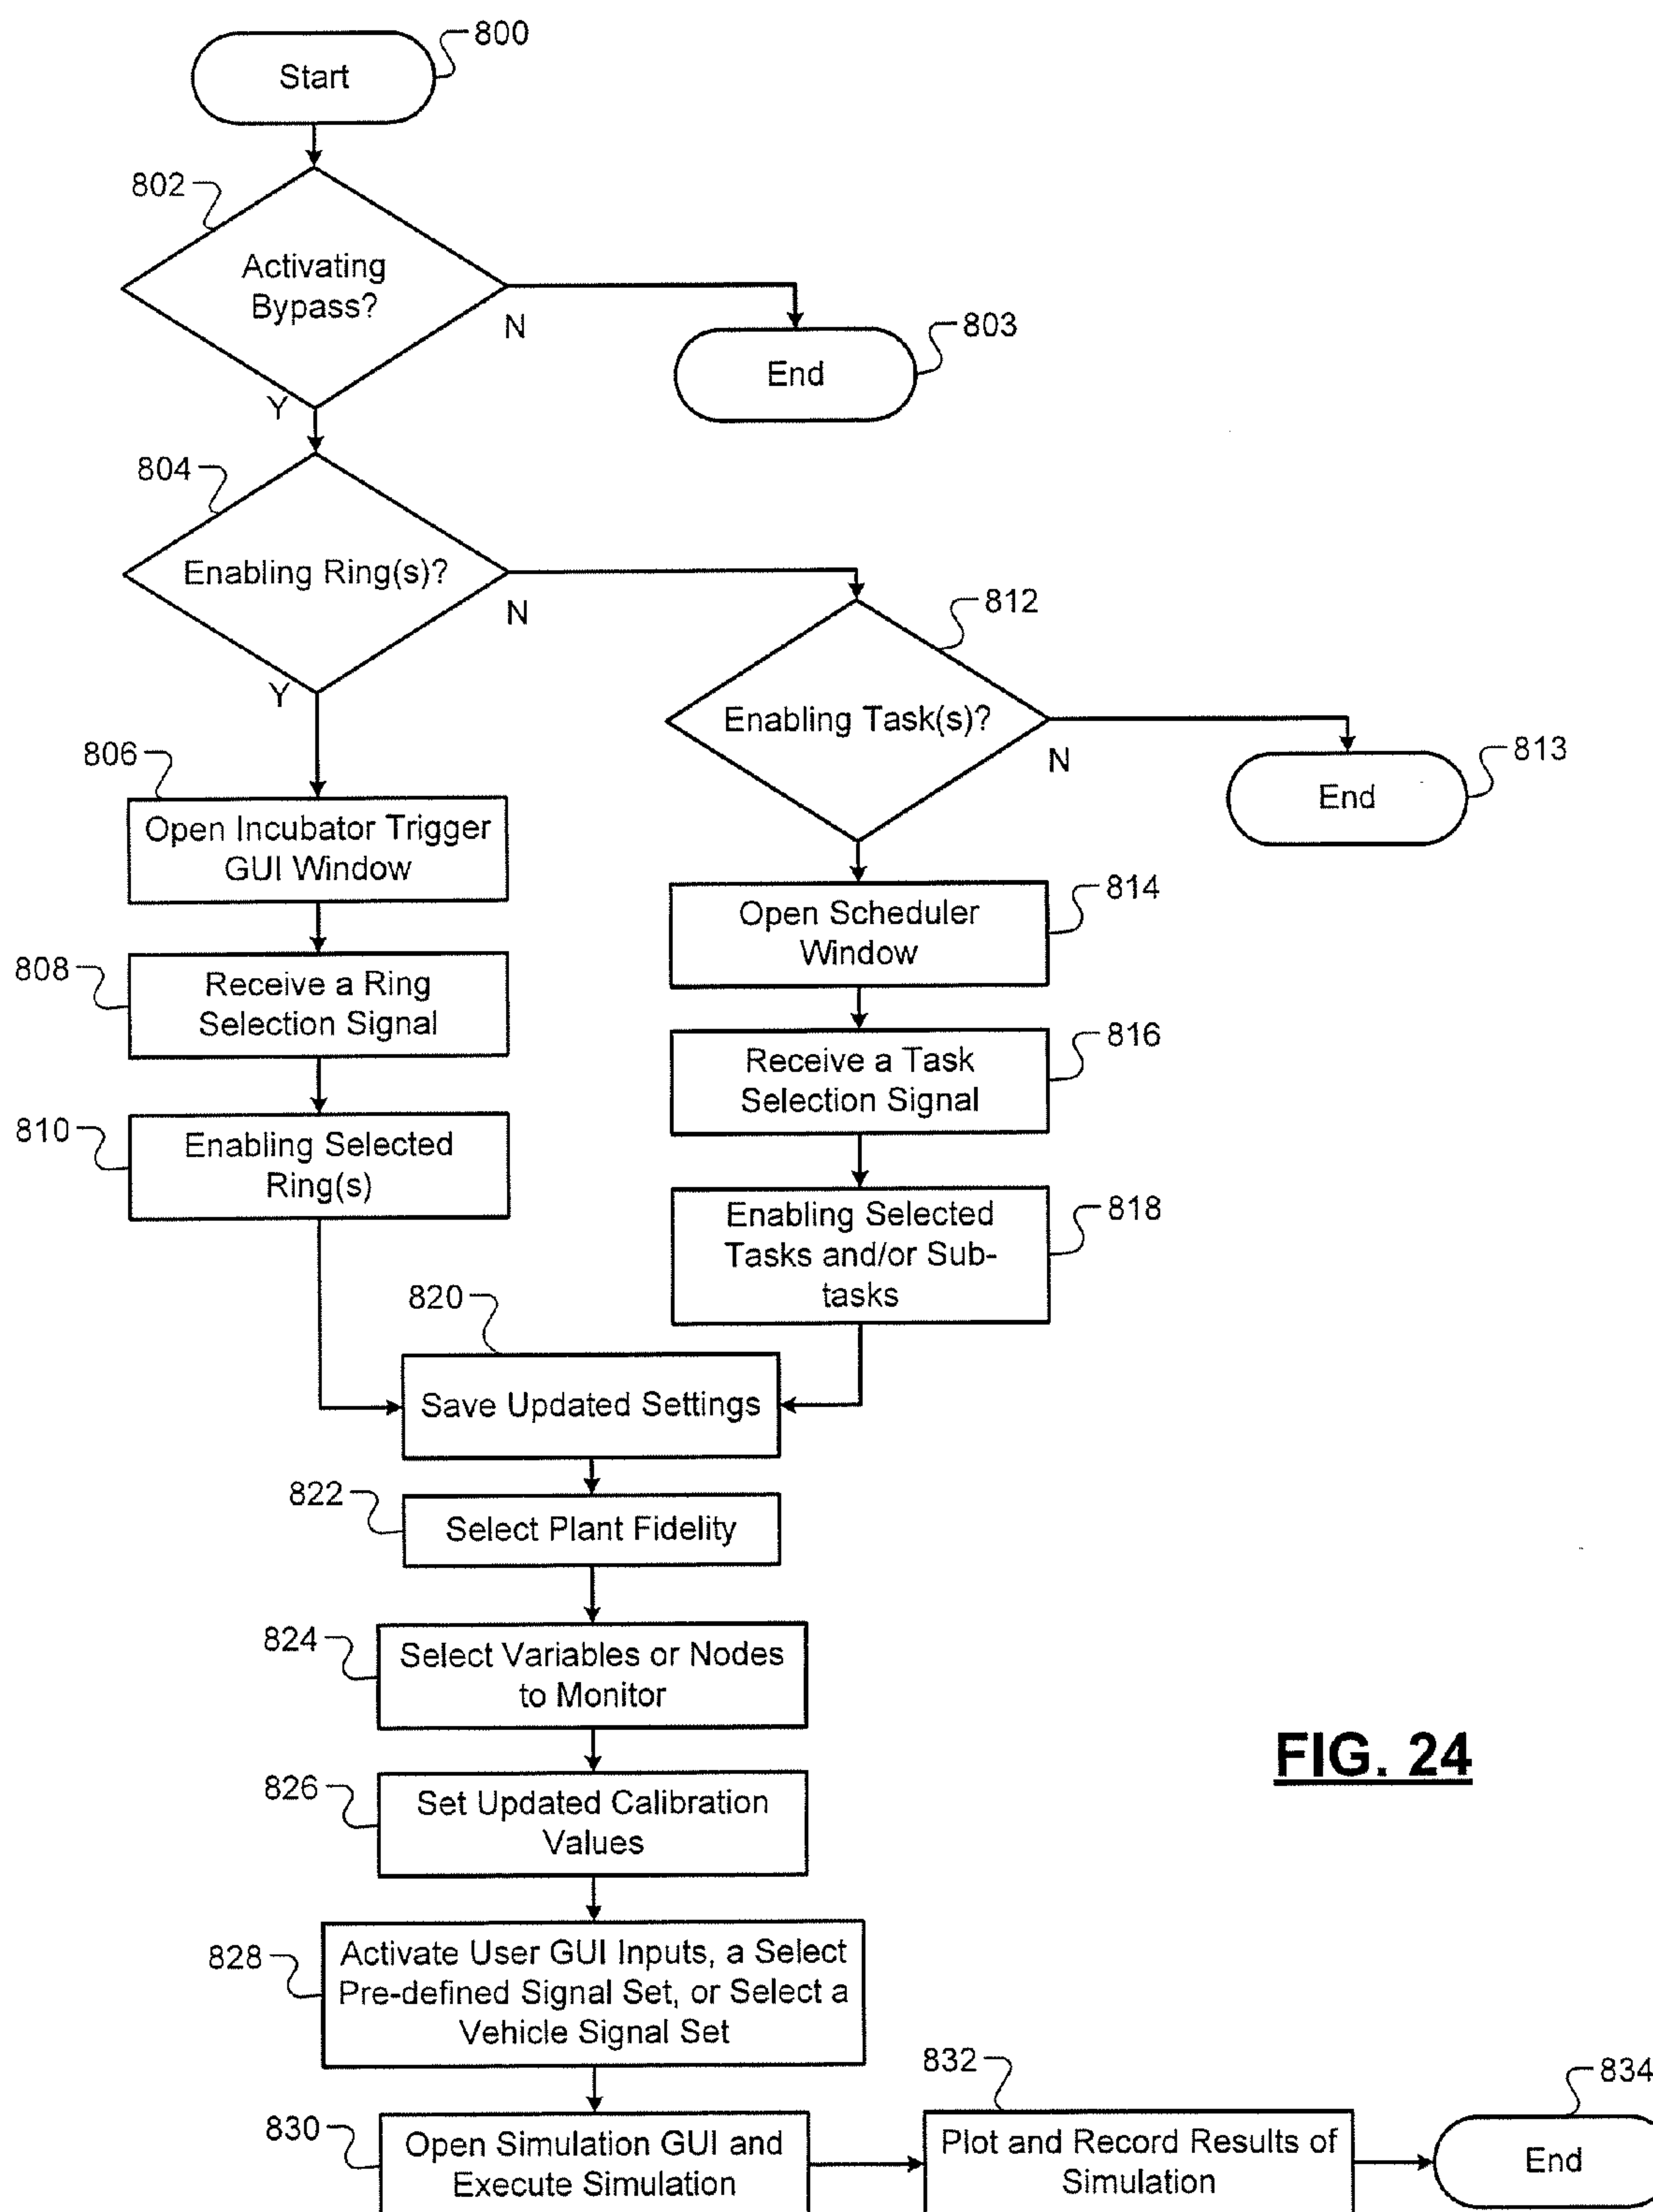 800
Start
802
Activating
Bypass?
N
803
End
Y
804
Enabling Ring(s)?
N
812
Y
Enabling Task(s)?
N
813
End
806
Open Incubator Trigger
GUI Window
814
Open Scheduler
Window
808
Receive a Ring
Selection Signal
816
Receive a Task
Selection Signal
810
Enabling Selected
Ring(s)
818
Enabling Selected
Tasks and/or Sub-
tasks
820
Save Updated Settings
822
Select Plant Fidelity
824
Select Variables or Nodes
to Monitor
FIG. 24
826
Set Updated Calibration
Values
828
Activate User GUI Inputs, a Select
Pre-defined Signal Set, or Select a
Vehicle Signal Set
830
Open Simulation GUI and
Execute Simulation
832
Plot and Record Results of
Simulation
834
End